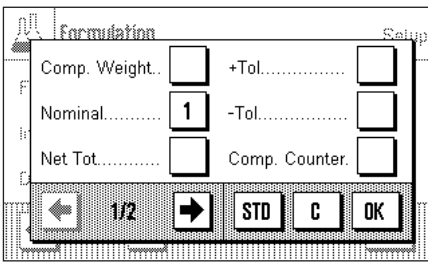 Formulation
Setup
Comp. Weight.. +Tol................
Nominal........... 1 -Tol................
Net Tot............ Comp. Counter.
1/2 STD C OK